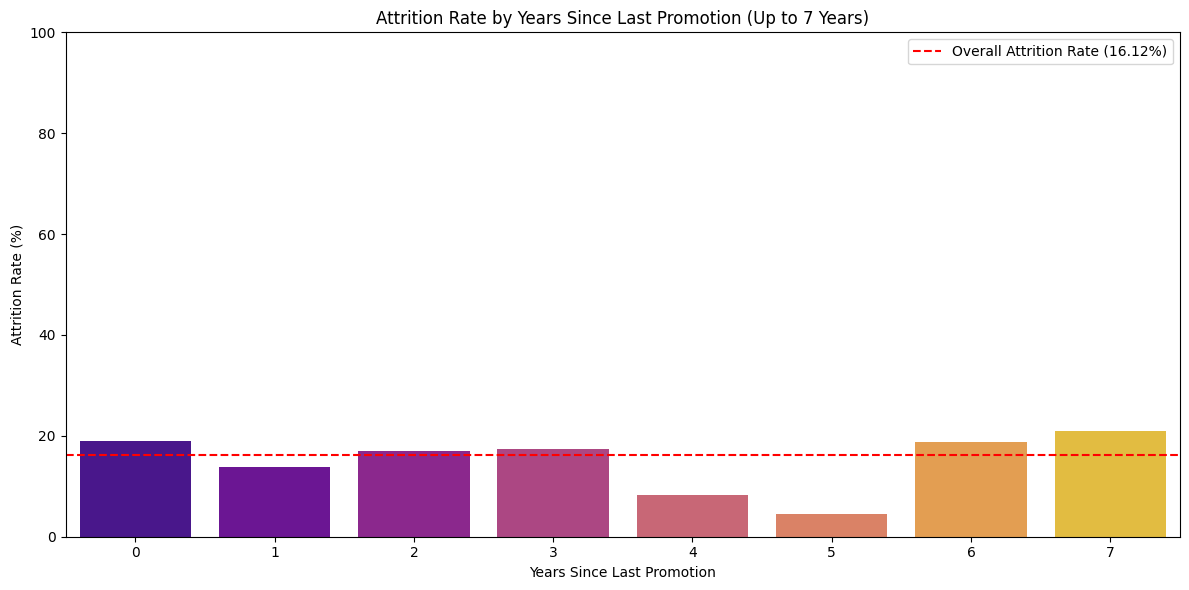 Attrition Rate by Years Since Last Promotion (Up to 7 Years)
Overall Attrition Rate (16.12%)
Attrition Rate (%)
100
80
60
40
20
0
0 1 2 3 4 5 6 7
Years Since Last Promotion